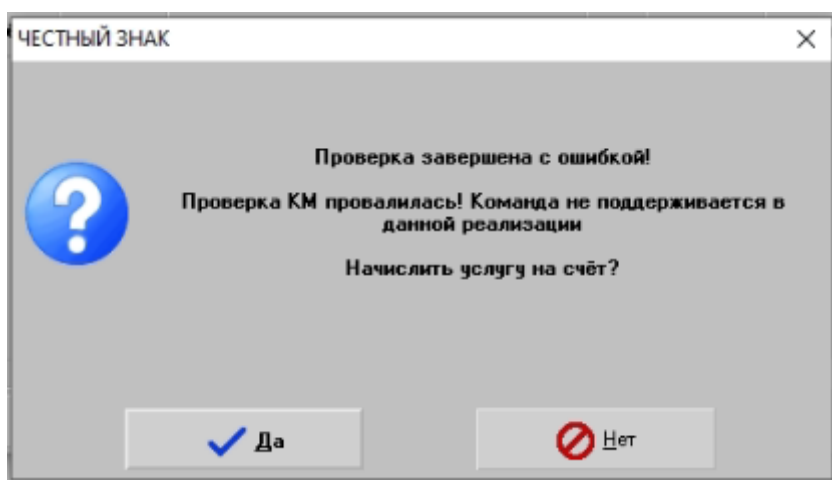 ЧЕСТНЫЙ ЗНАК
Проверка завершена с ошибкой!
Проверка КМ провалилась! Команда не поддерживается в
данной реализации
Начислить услугу на счёт?
Да
Нет